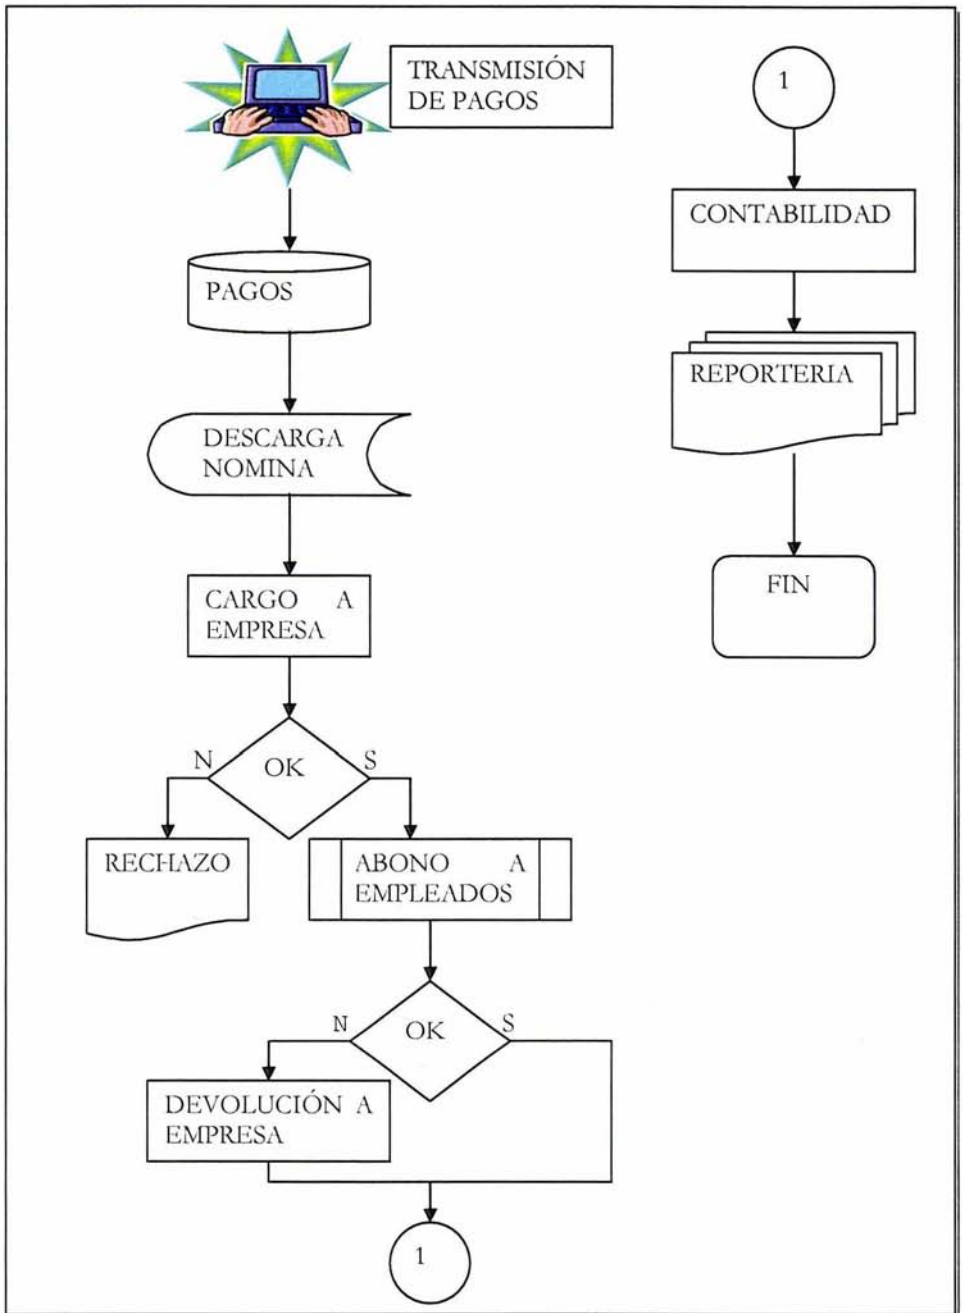 TRANSMISIÓN
DE PAGOS
PAGOS
DESCARGA
NOMINA
CARGO A
EMPRESA
OK
N
S
RECHAZO
ABONO A
EMPLEADOS
OK
N
S
DEVOLUCIÓN A
EMPRESA
1
1
CONTABILIDAD
REPORTERIA
FIN